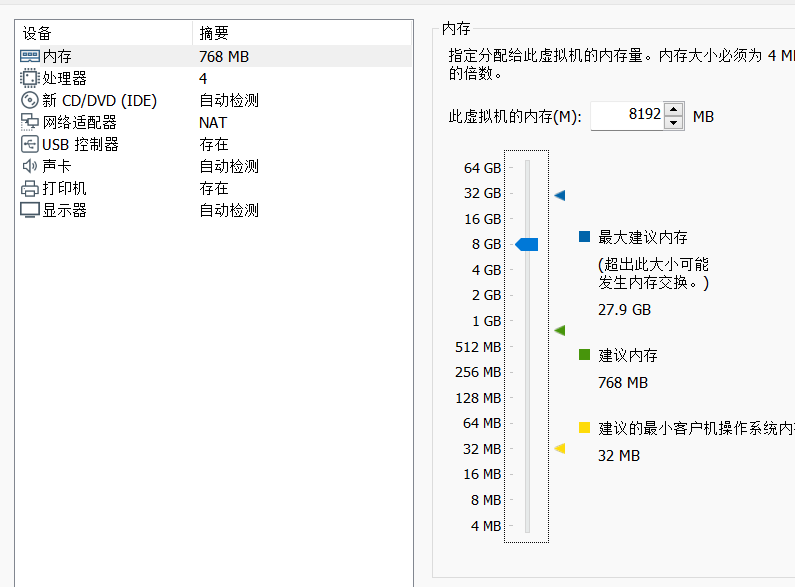 设备 摘要
内存 768 MB
处理器 4
新 CD/DVD (IDE) 自动检测
网络适配器 NAT
USB 控制器 存在
声卡 自动检测
打印机 存在
显示器 自动检测
内存
指定分配给此虚拟机的内存量。内存大小必须为 4 M
的倍数。
此虚拟机的内存(M): 8192 MB
64 GB
32 GB
16 GB
8 GB
4 GB
2 GB
1 GB
512 MB
256 MB
128 MB
64 MB
32 MB
16 MB
8 MB
4 MB
最大建议内存
(超出此大小可能
发生内存交换。)
27.9 GB
建议内存
768 MB
建议的最小客户机操作系统内
32 MB